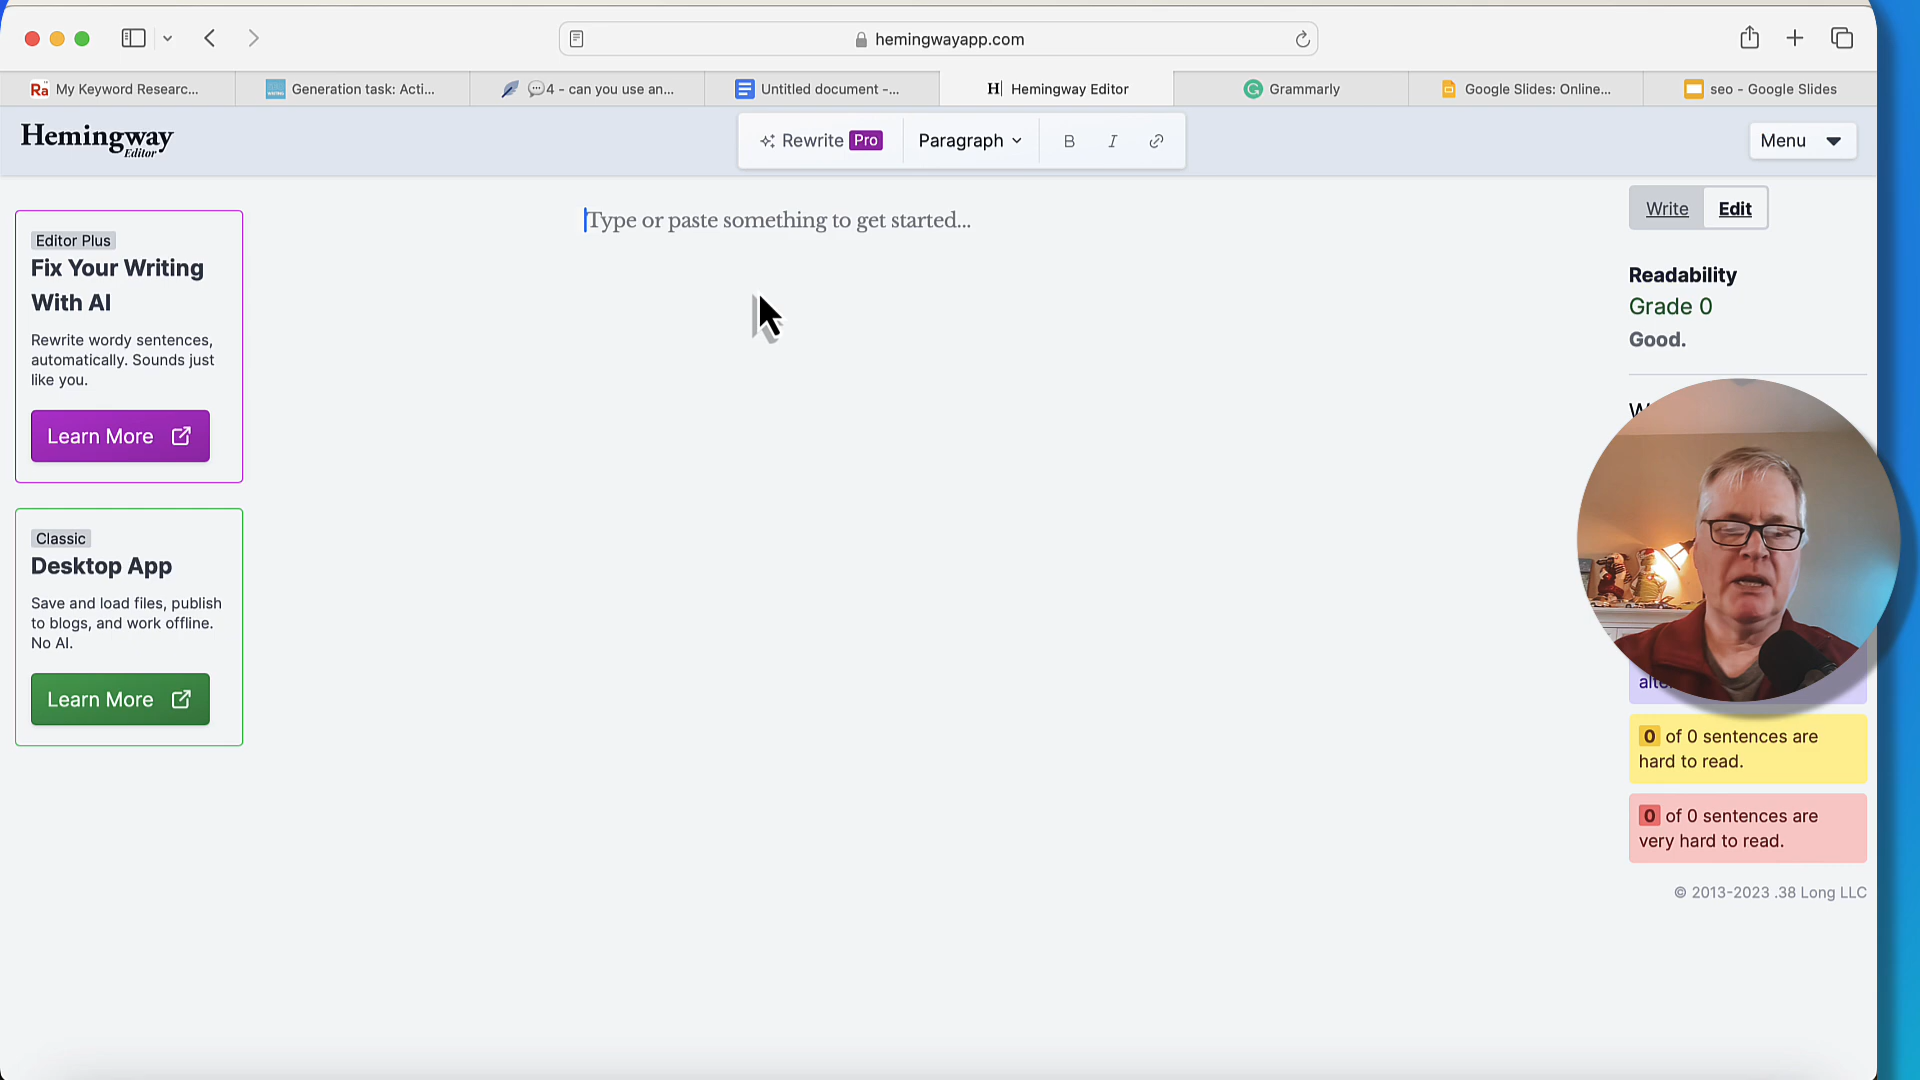 hemingwayapp.com
Ra My Keyword Researc...
Generation task: Acti...
4 - can you use an...
Untitled document -...
H Hemingway Editor
Grammarly
Google Slides: Online...
seo - Google Slides
Hemingway
Editor
Rewrite Pro
Paragraph
B
I
Menu
Type or paste something to get started...
Write
Edit
Editor Plus
Fix Your Writing
With AI
Rewrite wordy sentences,
automatically. Sounds just
like you.
Learn More
Classic
Desktop App
Save and load files, publish
to blogs, and work offline.
No AI.
Learn More
Readability
Grade 0
Good.
0 of 0 sentences are
hard to read.
0 of 0 sentences are
very hard to read.
© 2013-2023 .38 Long LLC